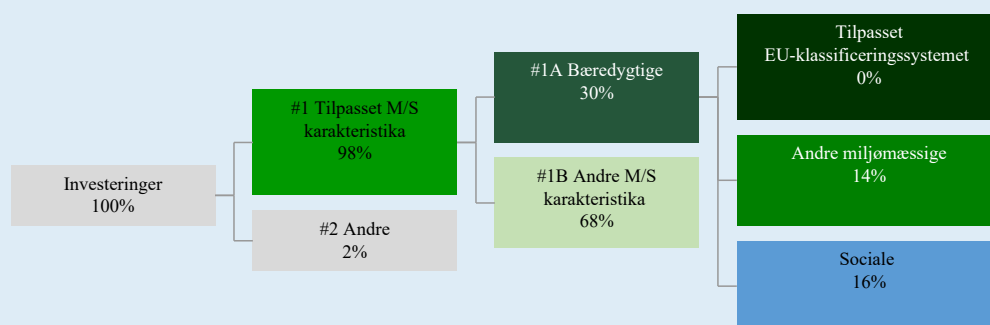 Investeringer
100%
#1 Tilpasset M/S
karakteristika
98%
#2 Andre
2%
#1A Bæredygtige
30%
#1B Andre M/S
karakteristika
68%
Tilpasset
EU-klassificeringssystemet
0%
Andre miljømæssige
14%
Sociale
16%